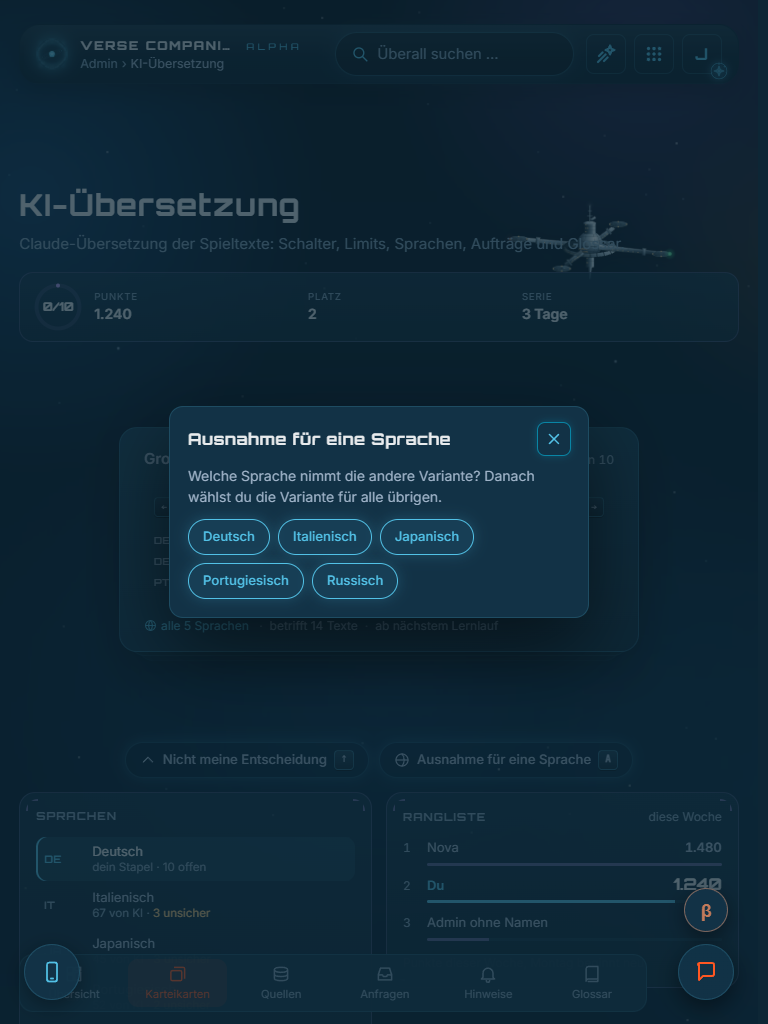 VERSE COMPANI… ALPHA
Admin › KI-Übersetzung
Überall suchen ...
KI-Übersetzung
Claude-Übersetzung der Spieltexte: Schalter, Limits, Sprachen, Aufträge und Glossar
0/10
PUNKTE
1.240
PLATZ
2
SERIE
3 Tage
Ausnahme für eine Sprache
Welche Sprache nimmt die andere Variante? Danach
wählst du die Variante für alle übrigen.
Deutsch
Italienisch
Japanisch
Portugiesisch
Russisch
alle 5 Sprachen · betrifft 14 Texte · ab nächstem Lernlauf
Nicht meine Entscheidung
Ausnahme für eine Sprache A
SPRACHEN
DE
Deutsch
dein Stapel · 10 offen
IT
Italienisch
67 von KI · 3 unsicher
Japanisch
RANGLISTE
diese Woche
1 Nova 1.480
2 Du 1.240
3 Admin ohne Namen
β
Karteikarten
Quellen
Anfragen
Hinweise
Glossar